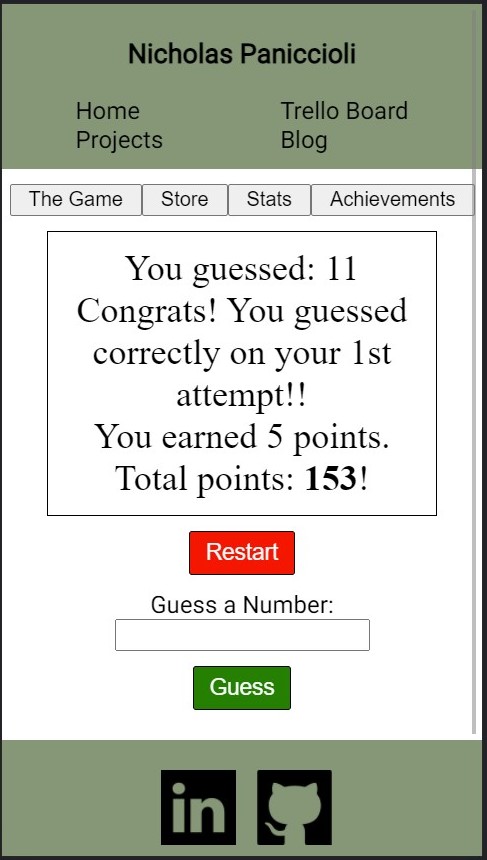 Nicholas Paniccioli
Home
Trello Board
Projects
Blog
The Game
Store
Stats
Achievements
You guessed: 11
Congrats! You guessed
correctly on your 1st
attempt!!
You earned 5 points.
Total points: 153!
Restart
Guess a Number:
Guess
in